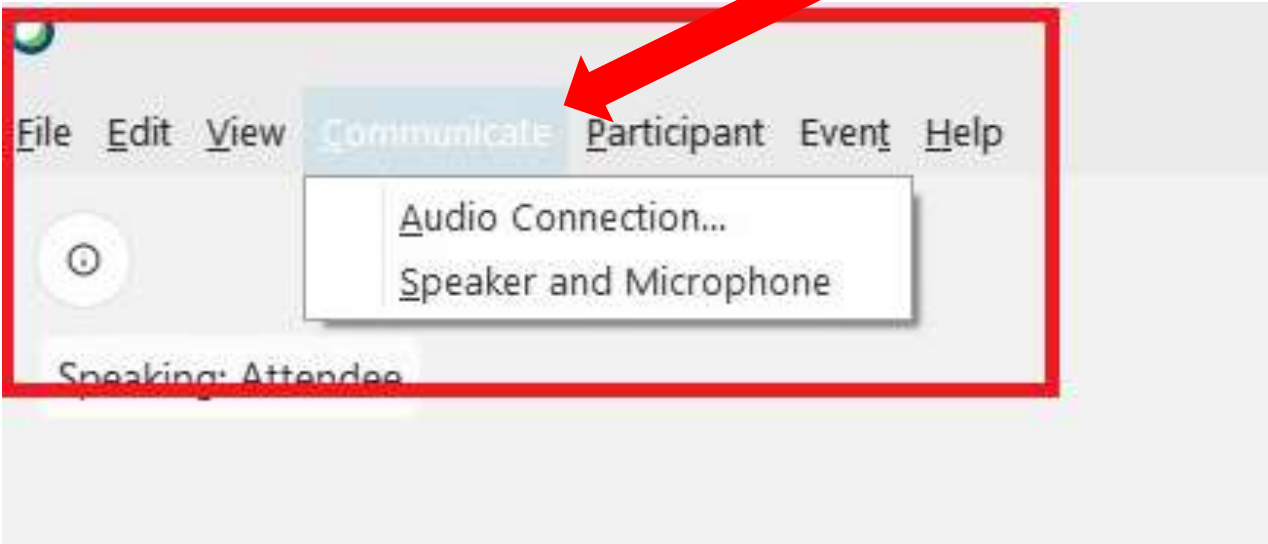 File Edit View Communicate Participant Event Help
Audio Connection...
Speaker and Microphone
Speaking: Attendee